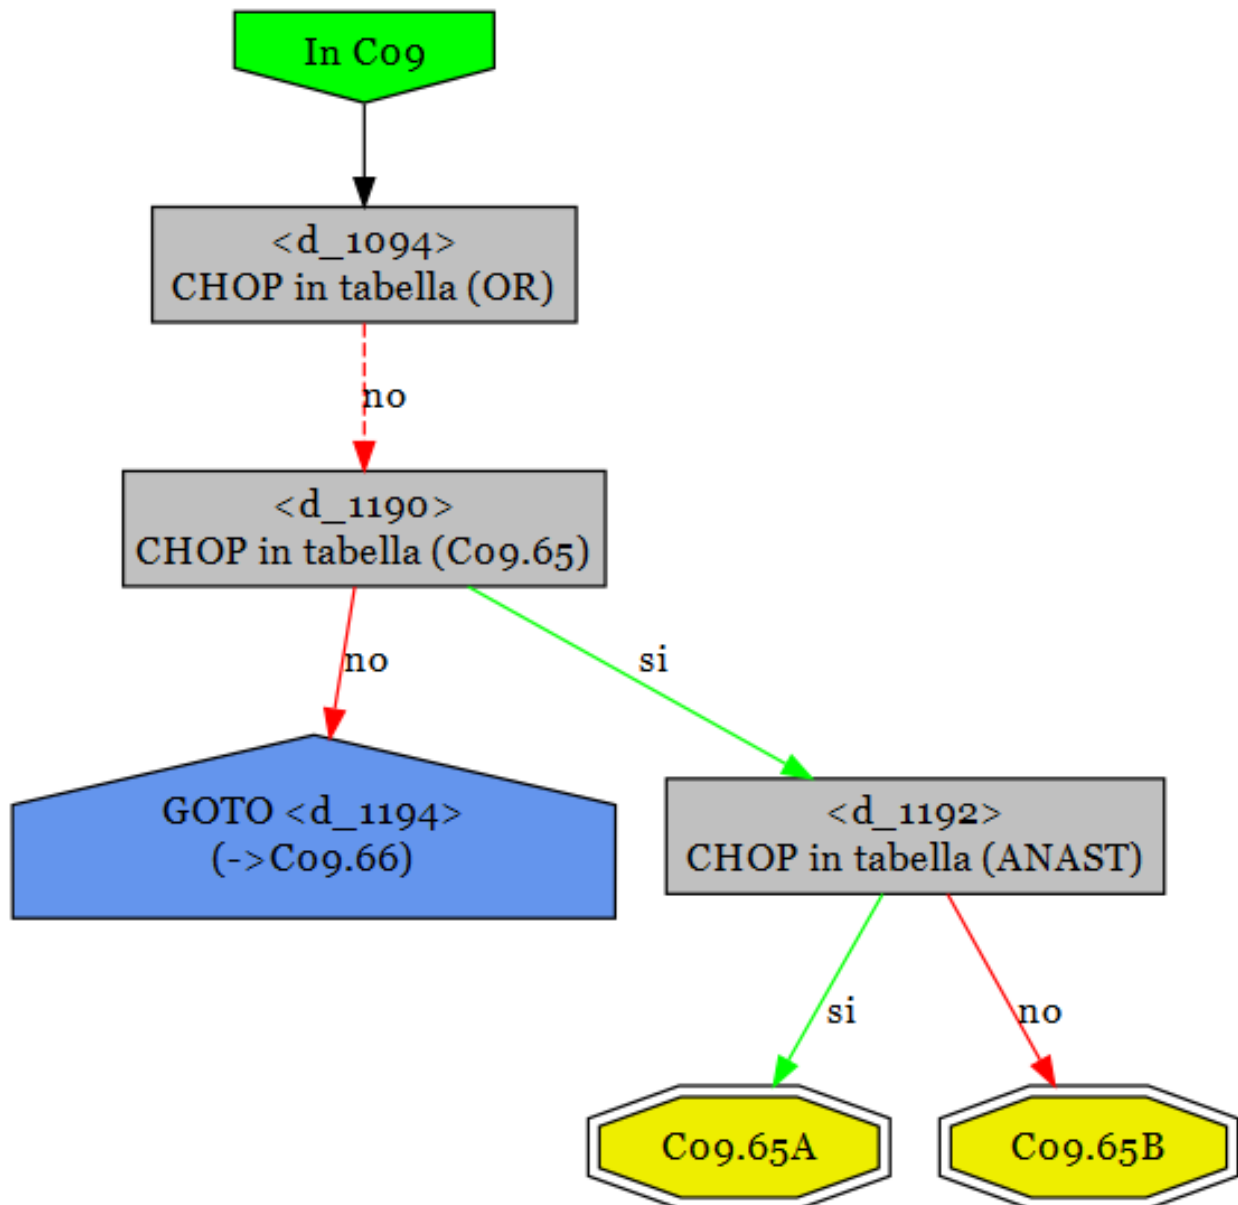 In C09
<d_1094>
CHOP in tabella (OR)
no
<d_1190>
CHOP in tabella (C09.65)
no
si
GOTO <d_1194>
(->C09.66)
<d_1192>
CHOP in tabella (ANAST)
si
no
C09.65A
C09.65B